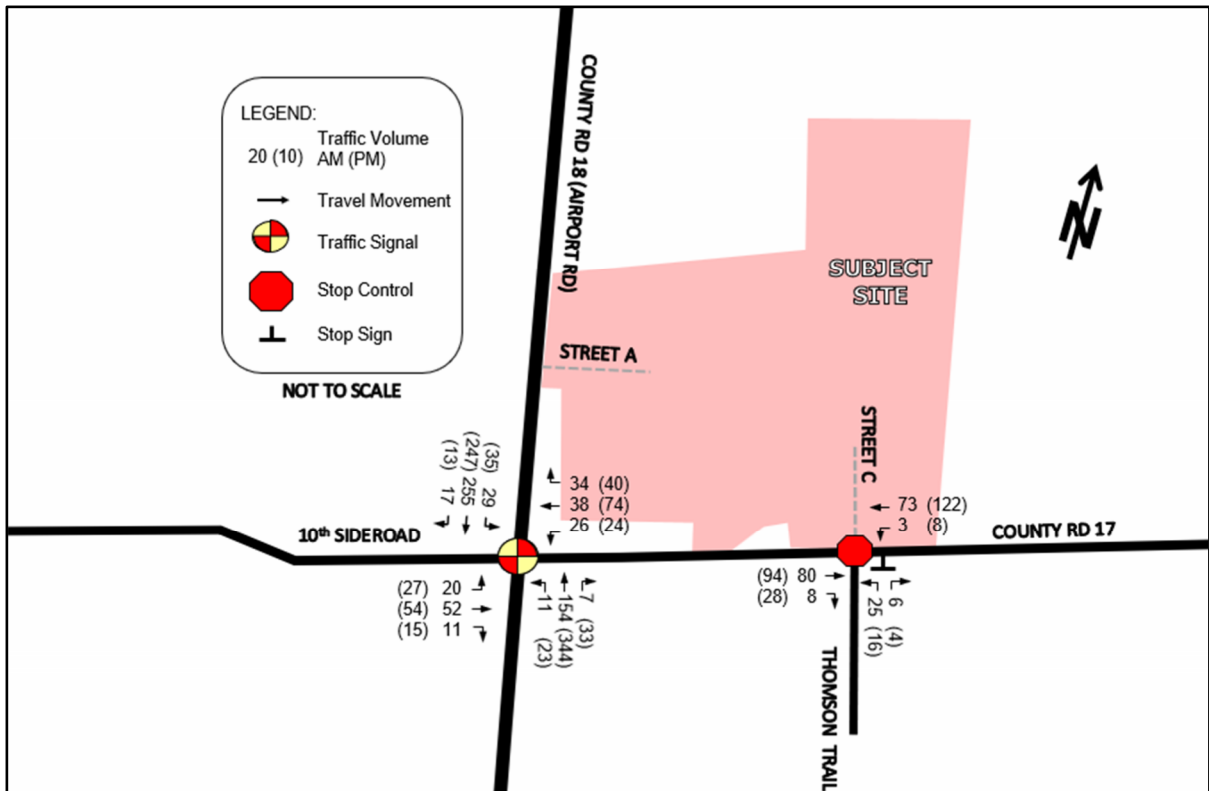 LEGEND:
20 (10)
Traffic Volume
AM (PM)
Travel Movement
Traffic Signal
Stop Control
Stop Sign
NOT TO SCALE
COUNTY RD 18 (AIRPORT RD)
N
SUBJECT
SITE
STREET A
STREET C
(13) 17
(247) 255
(35) 29
34 (40)
38 (74)
26 (24)
10th SIDEROAD
73 (122)
3 (8)
COUNTY RD 17
(27) 20
(54) 52
(15) 11
11 (23)
154 (344)
7 (33)
(94) 80
(28) 8
25 (16)
6 (4)
THOMSON TRAIL